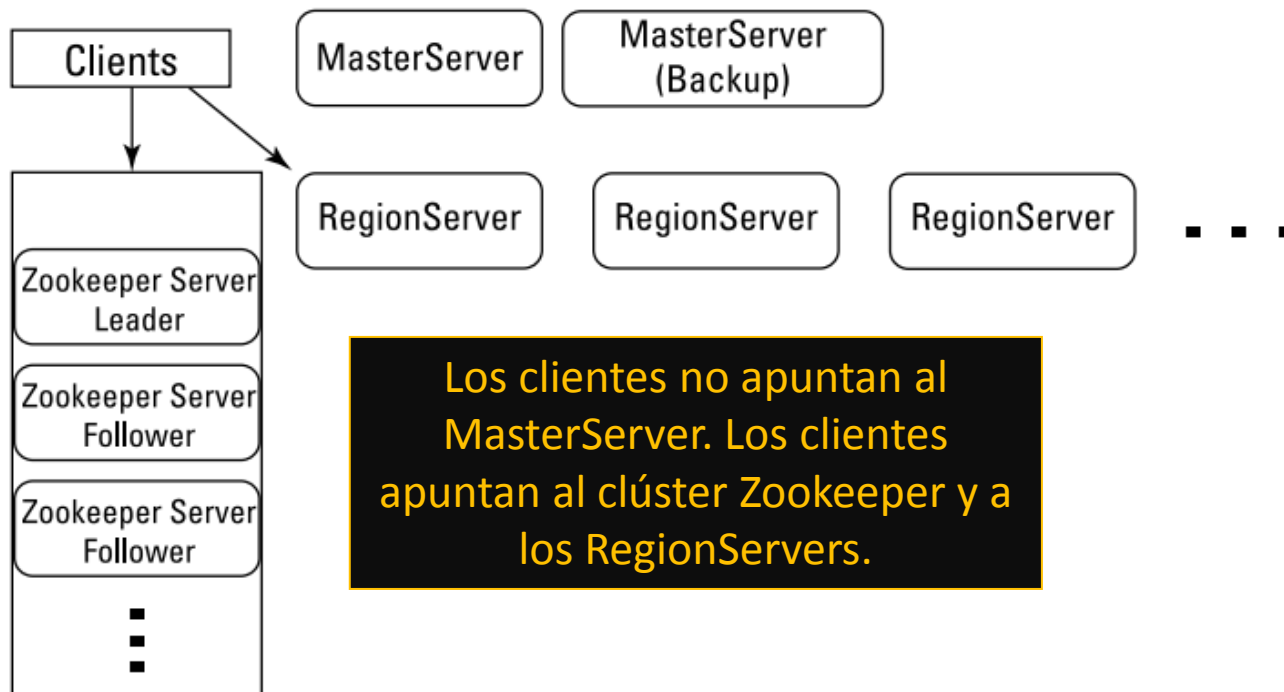 Clients
MasterServer
MasterServer
(Backup)
RegionServer
RegionServer
RegionServer
Zookeeper Server
Leader
Zookeeper Server
Follower
Zookeeper Server
Follower
Los clientes no apuntan al
MasterServer. Los clientes
apuntan al clúster Zookeeper y a
los RegionServers.